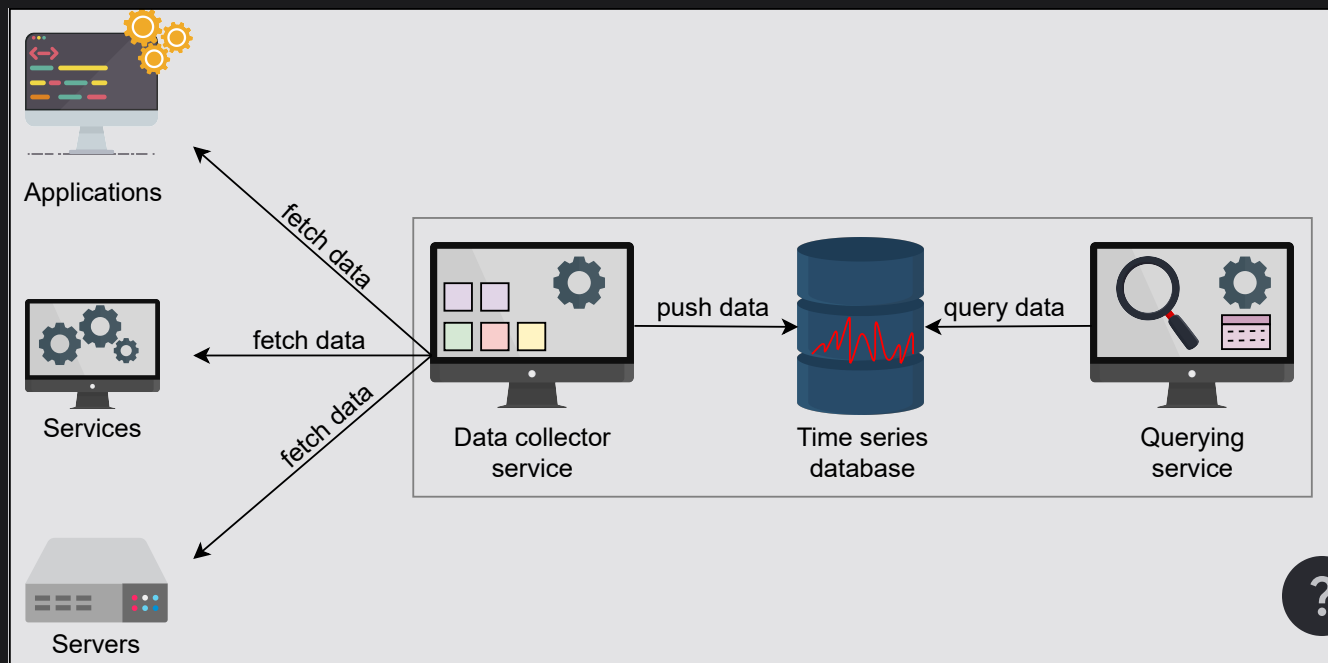 Applications
fetch data
fetch data
fetch data
Services
Servers
push data
query data
Data collector
service
Time series
database
Querying
service
?